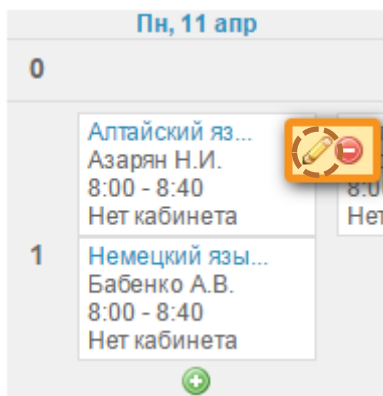 Пн, 11 апр
0
Алтайский яз...
Азарян Н.И.
8:00 - 8:40
Нет кабинета
1
Немецкий язы...
Бабенко А.В.
8:00 - 8:40
Нет кабинета